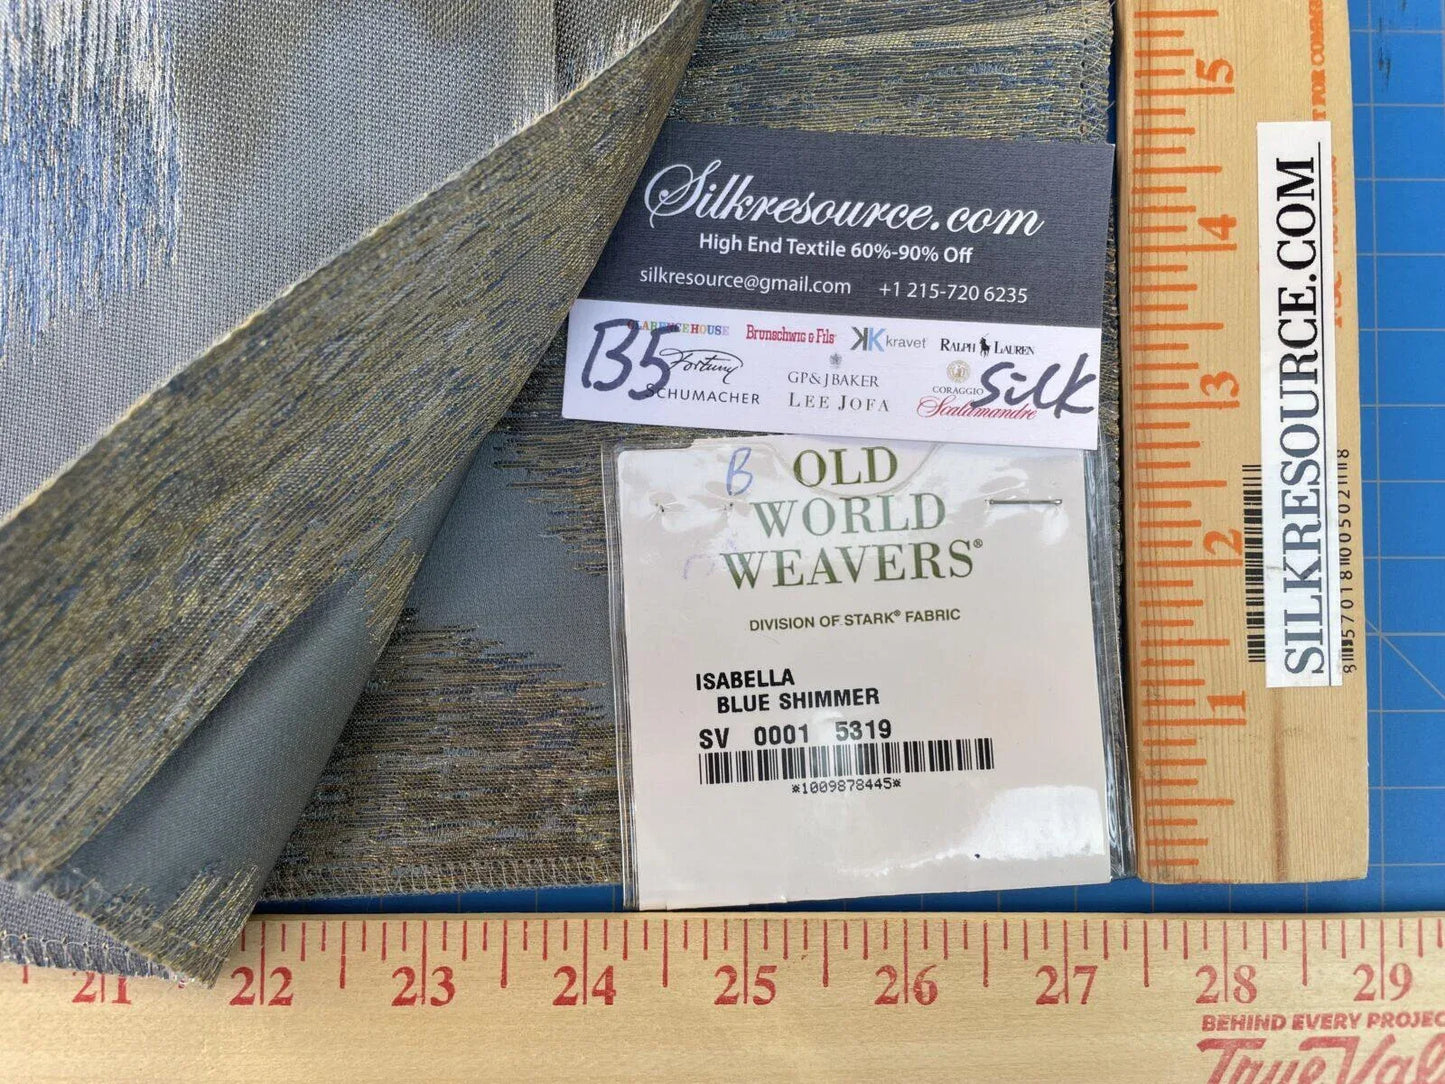 Silkresource.com
High End Textile 60%-90% Off
silkresource@gmail.com +1 215-720 6235
CLARENCE HOUSE Brunschwig & Fils kravet RALPH LAUREN
B5 Fortuny GP&J BAKER CORAGGIO Silk
SCHUMACHER LEE JOFA Scalamandre
B
OLD
WORLD
WEAVERS®
DIVISION OF STARK® FABRIC
ISABELLA
BLUE SHIMMER
SV 0001 5319
*1009878445*
5
4
3
2
1
SILKRESOURCE.COM
21 22 23 24 25 26 27 28 29
BEHIND EVERY PROJEC
True Val